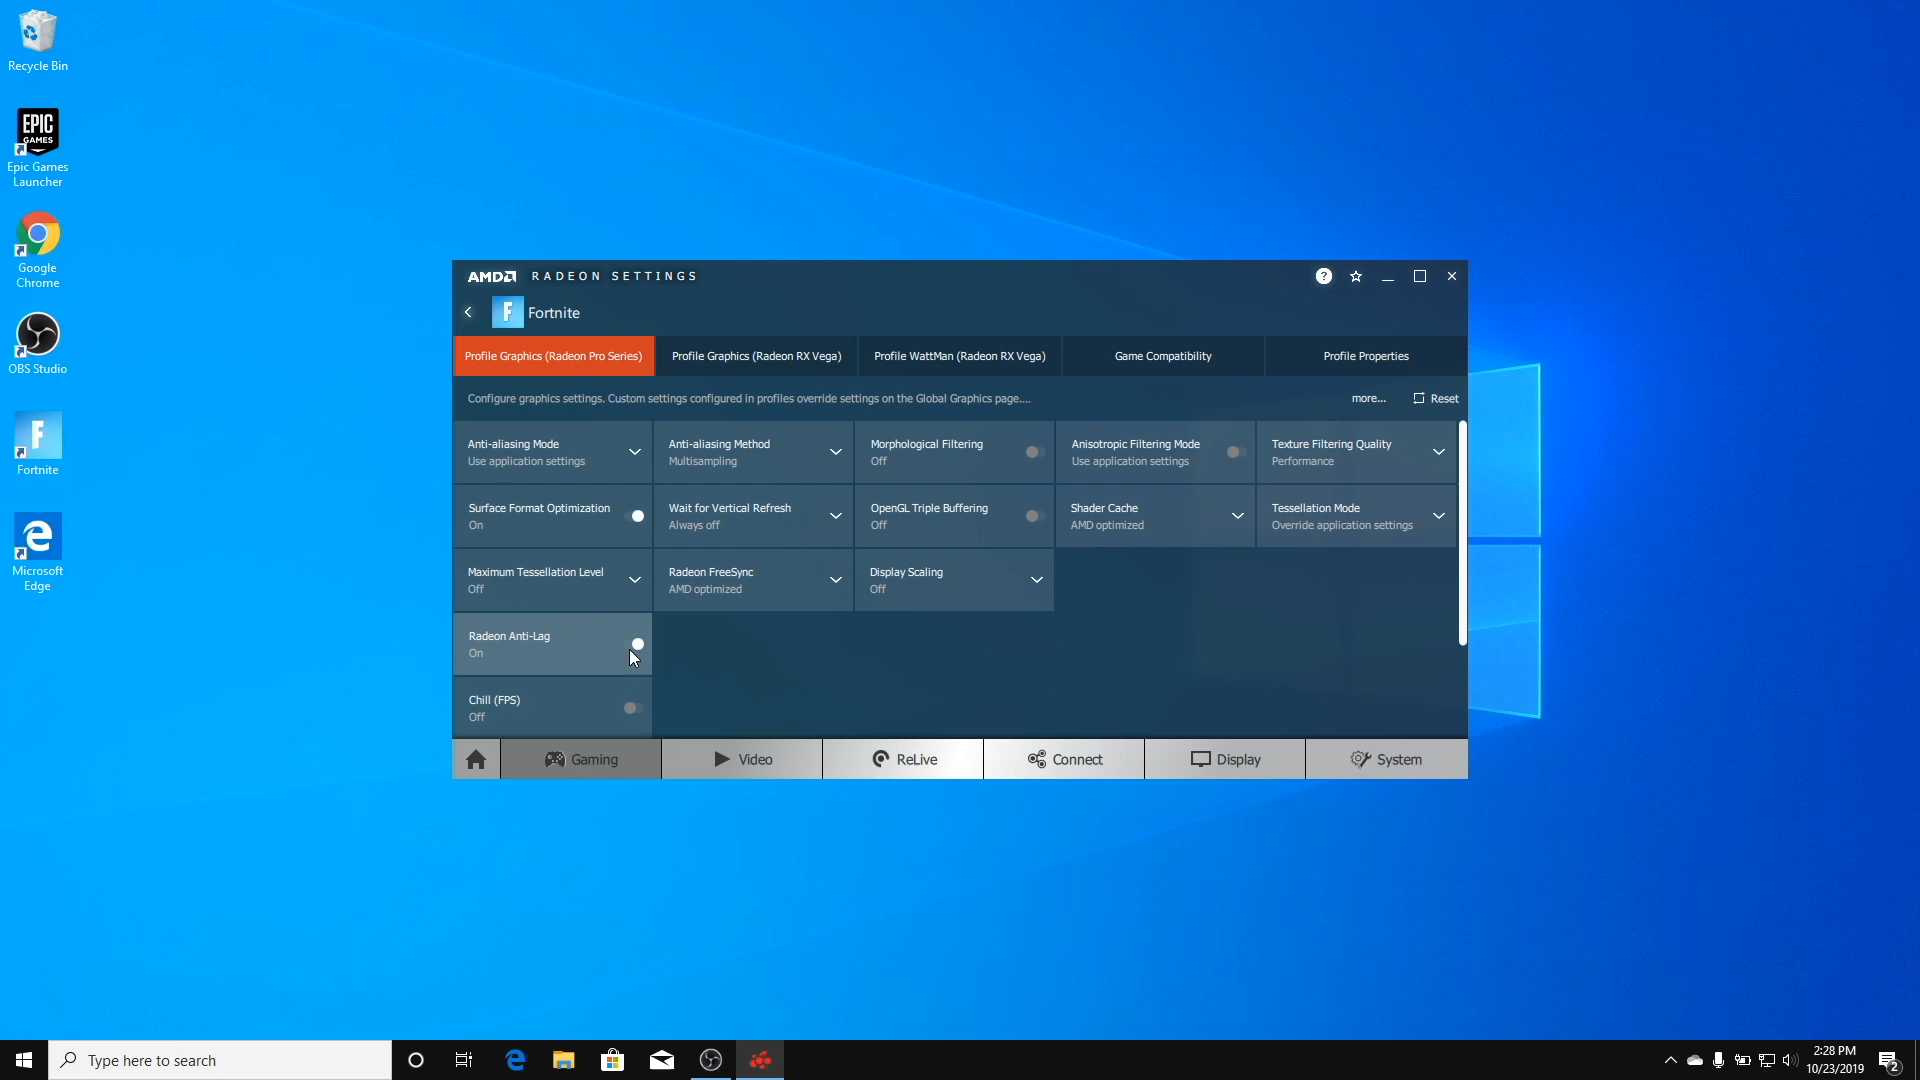 Recycle Bin
EPIC
GAMES
Epic Games
Launcher
Google
Chrome
OBS Studio
F
Fortnite
Microsoft
Edge
AMD RADEON SETTINGS
?
F Fortnite
Profile Graphics (Radeon Pro Series) Profile Graphics (Radeon RX Vega) Profile WattMan (Radeon RX Vega) Game Compatibility Profile Properties
Configure graphics settings. Custom settings configured in profiles override settings on the Global Graphics page.... more... Reset
Anti-aliasing Mode Anti-aliasing Method Morphological Filtering Anisotropic Filtering Mode Texture Filtering Quality
Use application settings Multisampling Off Use application settings Performance
Surface Format Optimization Wait for Vertical Refresh OpenGL Triple Buffering Shader Cache Tessellation Mode
On Always off Off AMD optimized Override application settings
Maximum Tessellation Level Radeon FreeSync Display Scaling
Off AMD optimized Off
Radeon Anti-Lag
On
Chill (FPS)
Off
Gaming Video ReLive Connect Display System
Type here to search
2:28 PM
10/23/2019
2